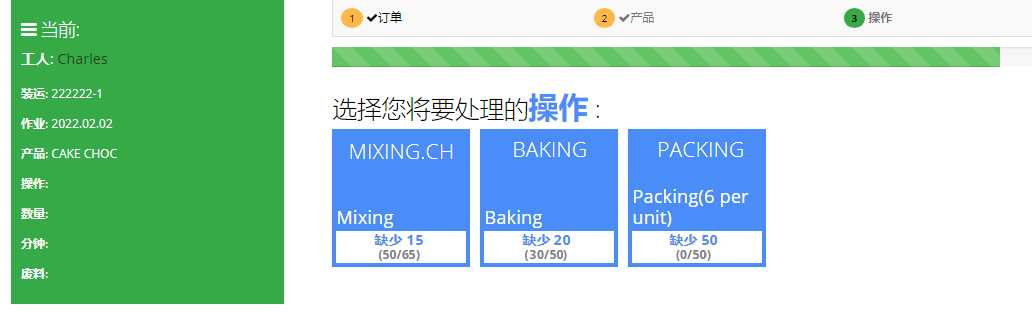 当前:
工人: Charles
装运: 222222-1
作业: 2022.02.02
产品: CAKE CHOC
操作:
数量:
分钟:
废料:
1 订单
2 产品
3 操作
选择您将要处理的操作 :
MIXING.CH
Mixing
缺少 15
(50/65)
BAKING
Baking
缺少 20
(30/50)
PACKING
Packing(6 per
unit)
缺少 50
(0/50)